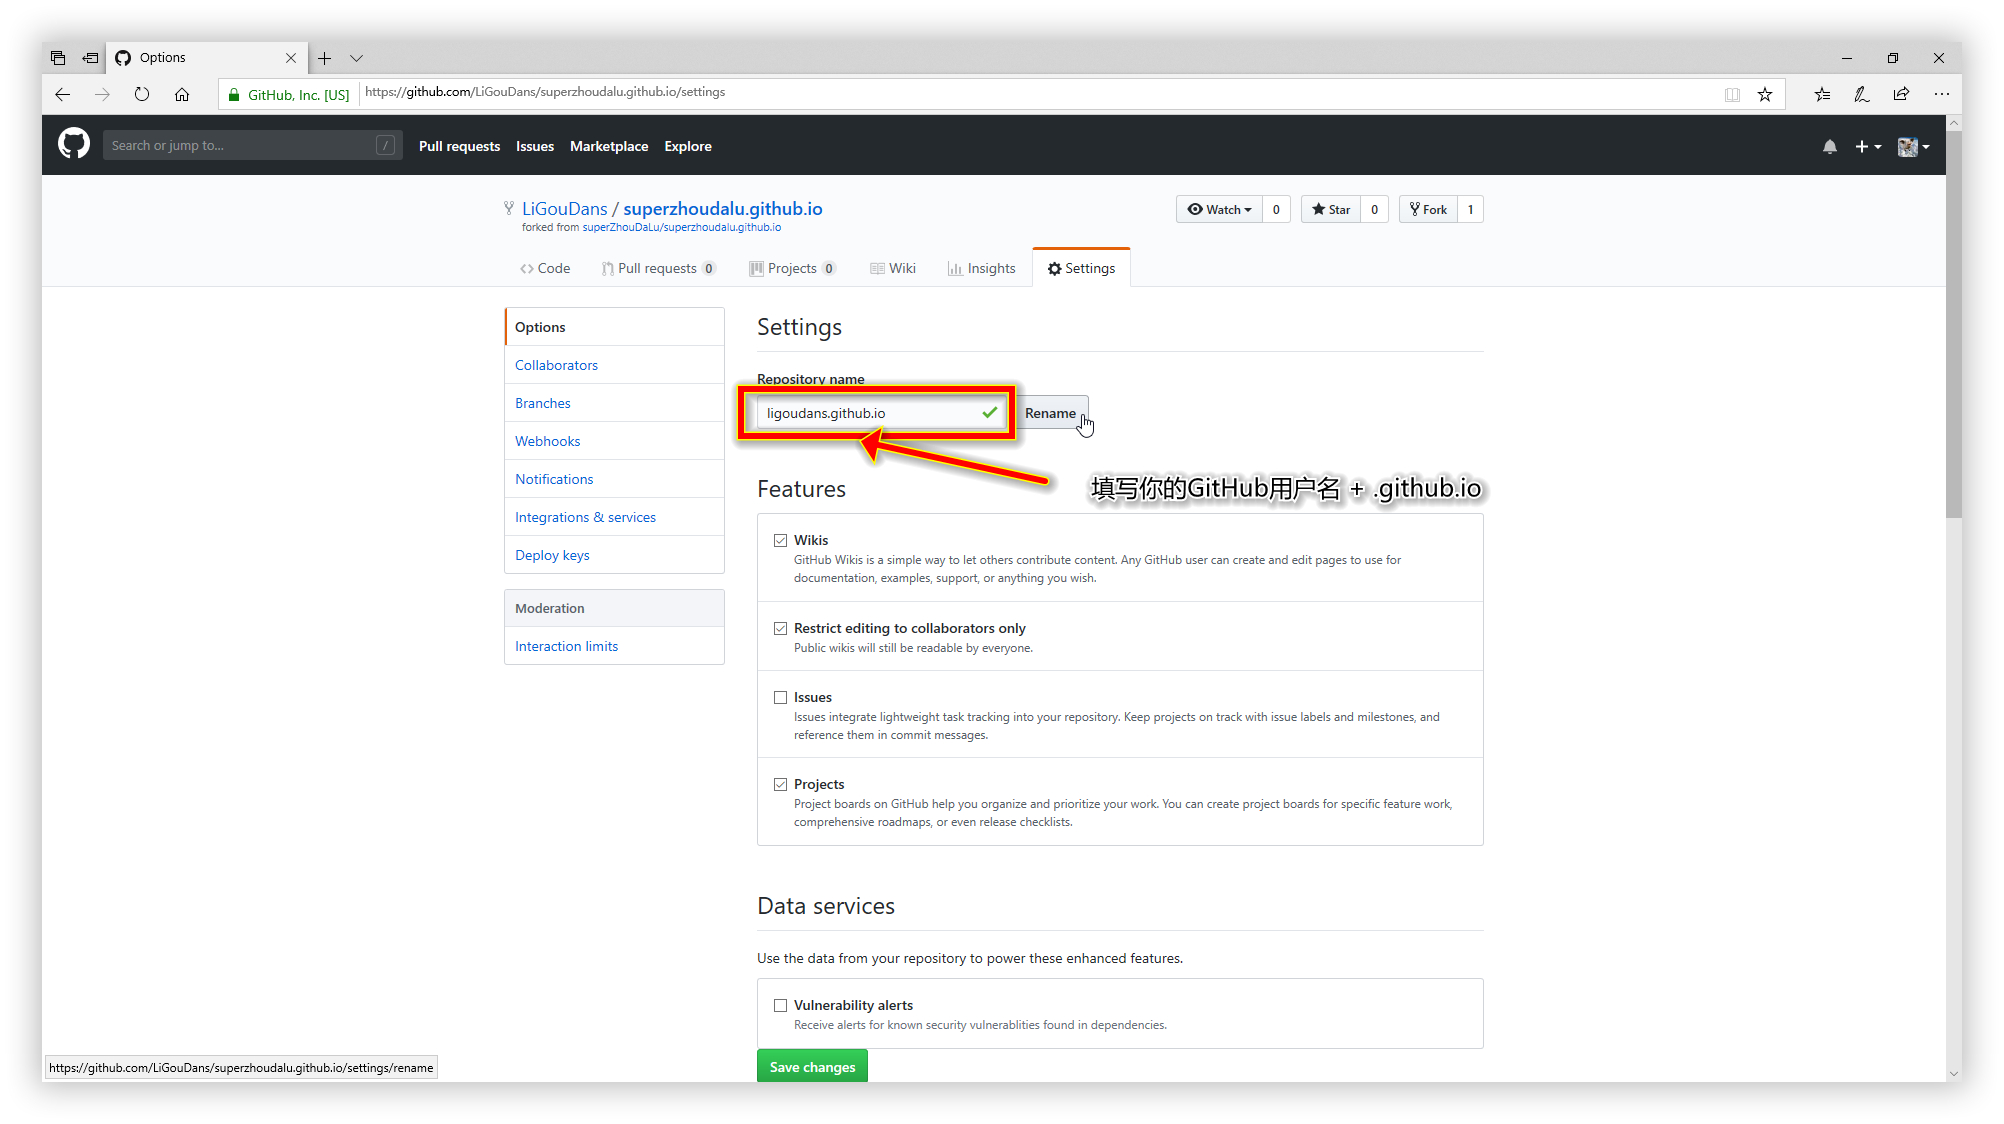 Options
GitHub, Inc. [US]
https://github.com/LiGouDans/superzhoudalu.github.io/settings
Search or jump to...
/
Pull requests
Issues
Marketplace
Explore
LiGouDans / superzhoudalu.github.io
forked from superZhouDaLu/superzhoudalu.github.io
Watch 0
Star 0
Fork 1
Code
Pull requests 0
Projects 0
Wiki
Insights
Settings
Options
Collaborators
Branches
Webhooks
Notifications
Integrations & services
Deploy keys
Moderation
Interaction limits
Settings
Repository name
ligoudans.github.io
Rename
填写你的GitHub用户名 + .github.io
Features
Wikis
GitHub Wikis is a simple way to let others contribute content. Any GitHub user can create and edit pages to use for
documentation, examples, support, or anything you wish.
Restrict editing to collaborators only
Public wikis will still be readable by everyone.
Issues
Issues integrate lightweight task tracking into your repository. Keep projects on track with issue labels and milestones, and
reference them in commit messages.
Projects
Project boards on GitHub help you organize and prioritize your work. You can create project boards for specific feature work,
comprehensive roadmaps, or even release checklists.
Data services
Use the data from your repository to power these enhanced features.
Vulnerability alerts
Receive alerts for known security vulnerablities found in dependencies.
Save changes
https://github.com/LiGouDans/superzhoudalu.github.io/settings/rename